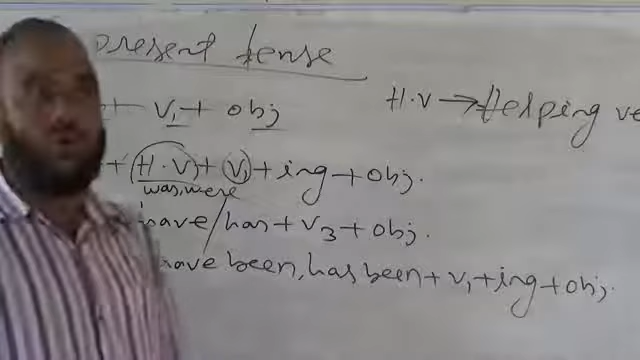 present tense
+ V1 + obj
H.V → Helping ve
+ (H.V) + (V1) + ing + obj.
was, were
have/has + V3 + obj.
have been, has been + V1 + ing + obj.